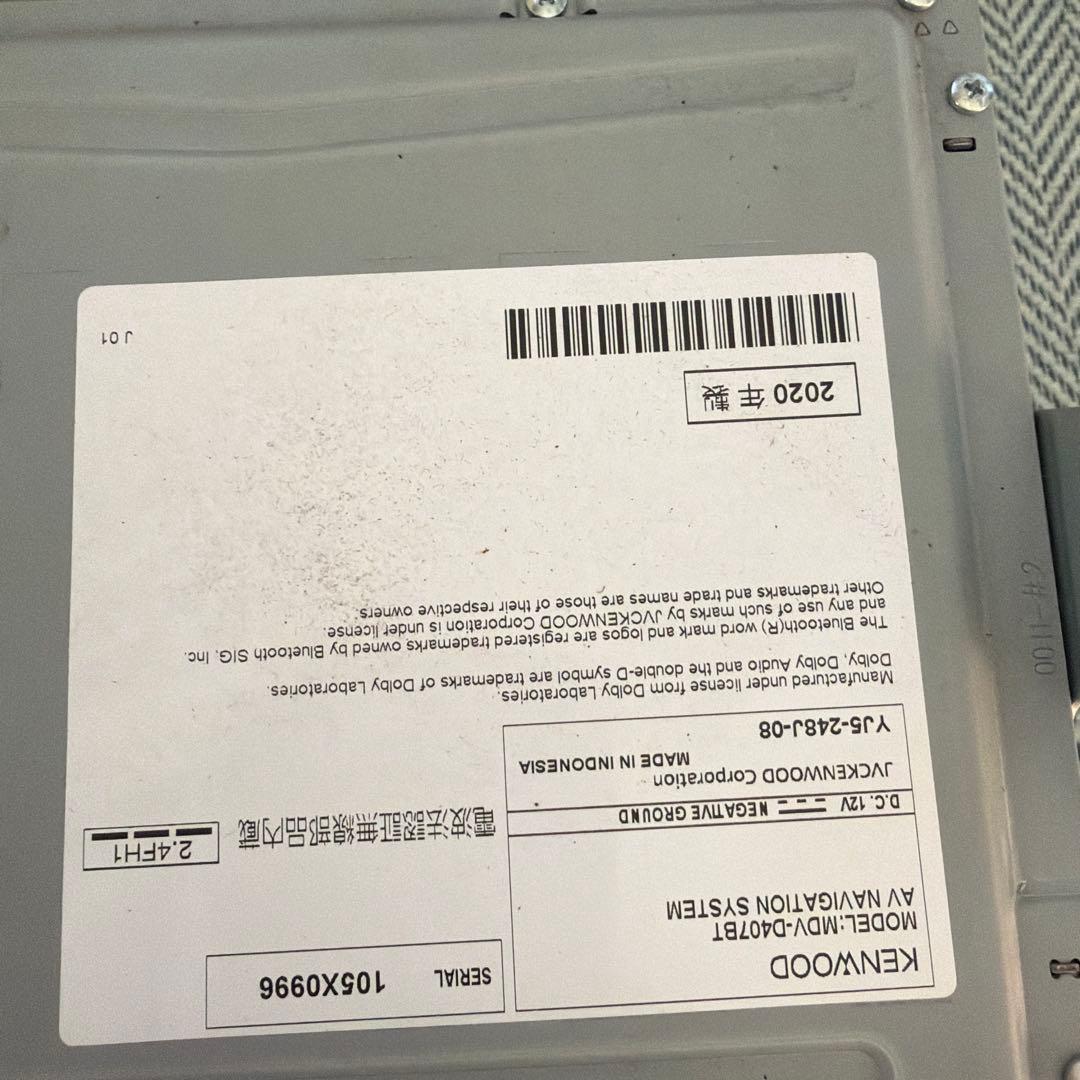 KENWOOD
MODEL:MDV-D407BT
AV NAVIGATION SYSTEM
SERIAL 105X0996
D.C. 12V NEGATIVE GROUND
JVCKENWOOD Corporation
MADE IN INDONESIA
YJ5-248J-08
電波法認証無線部品内蔵
2.4FH1
Manufactured under license from Dolby Laboratories.
Dolby, Dolby Audio and the double-D symbol are trademarks of Dolby Laboratories.
The Bluetooth(R) word mark and logos are registered trademarks owned by Bluetooth SIG, Inc.
and any use of such marks by JVCKENWOOD Corporation is under license.
Other trademarks and trade names are those of their respective owners.
2020 年 製
J 01